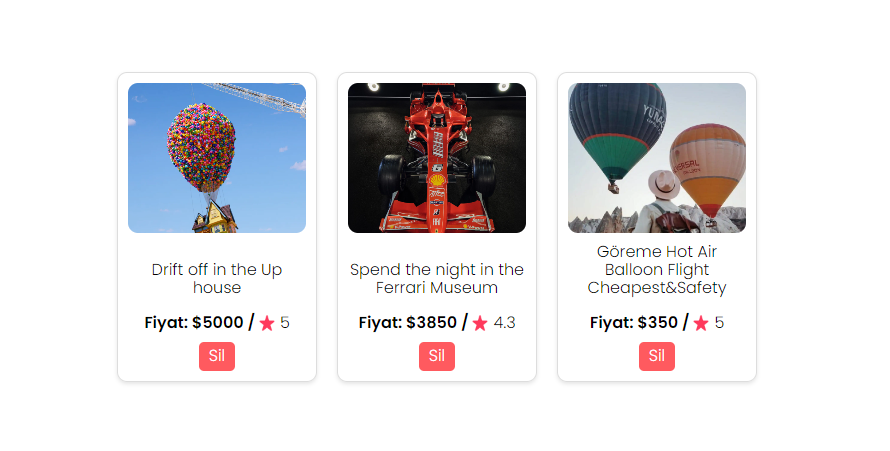 Drift off in the Up
house
Fiyat: $5000 / 5
Sil
Spend the night in the
Ferrari Museum
Fiyat: $3850 / 4.3
Sil
Göreme Hot Air
Balloon Flight
Cheapest&Safety
Fiyat: $350 / 5
Sil